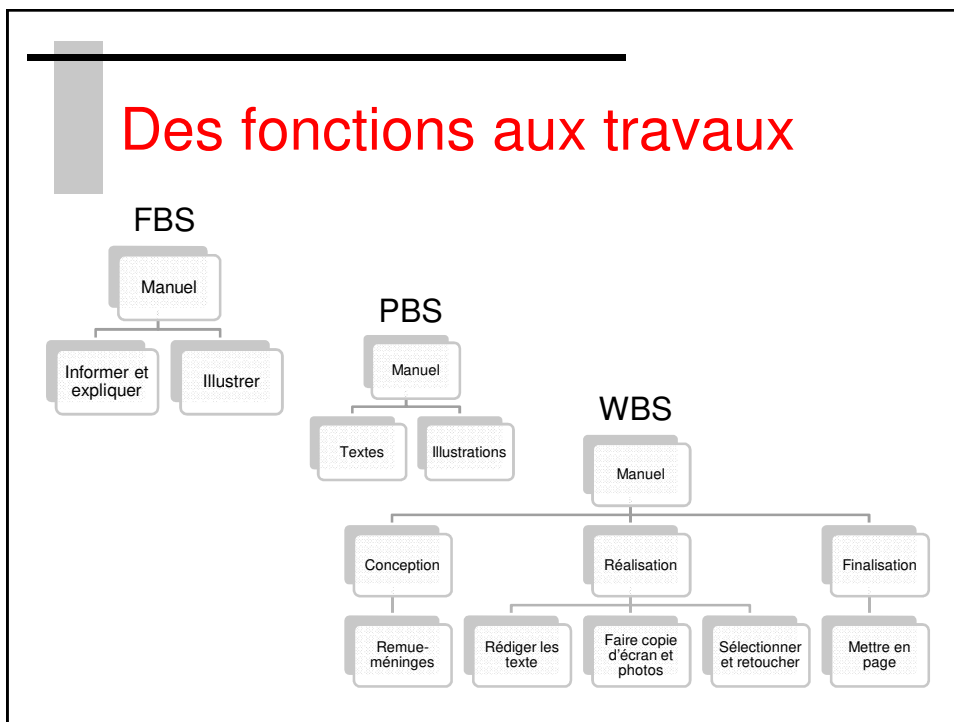 Des fonctions aux travaux
FBS
Manuel
Informer et
expliquer
Illustrer
PBS
Manuel
Textes
Illustrations
WBS
Manuel
Conception
Réalisation
Finalisation
Remue-
méninges
Rédiger les
texte
Faire copie
d'écran et
photos
Sélectionner
et retoucher
Mettre en
page